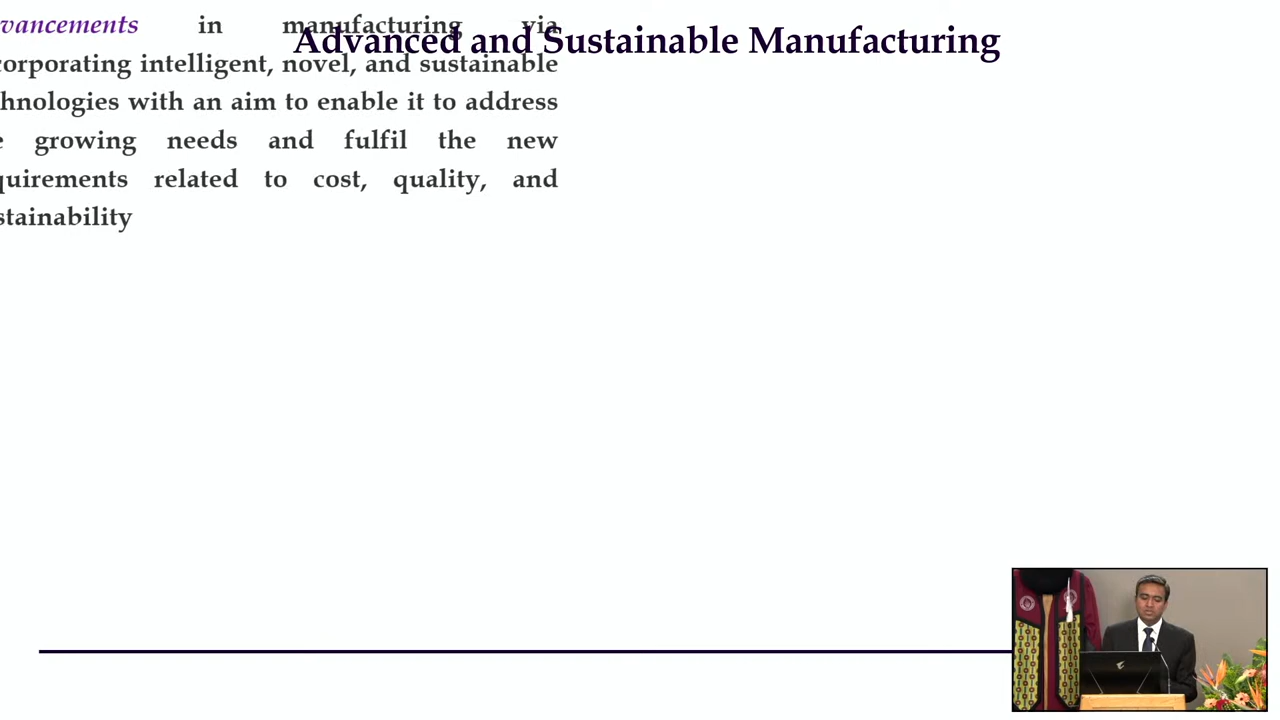 Advanced and Sustainable Manufacturing
vancements in manufacturing via
corporating intelligent, novel, and sustainable
hnologies with an aim to enable it to address
e growing needs and fulfil the new
quirements related to cost, quality, and
stainability